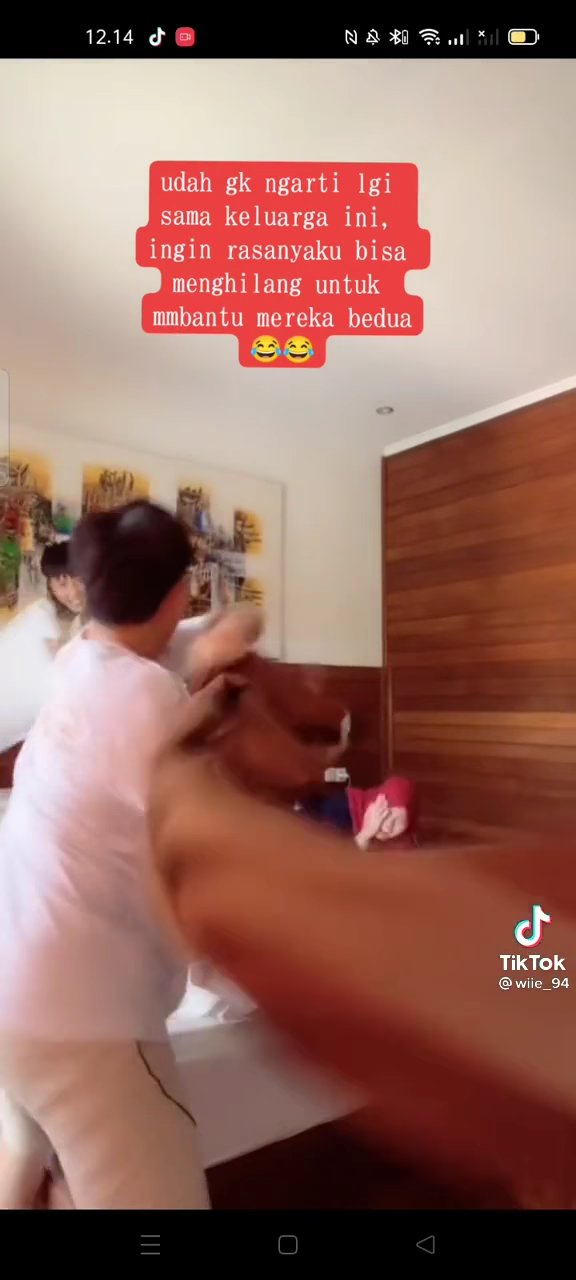 12.14
udah gk ngarti lgi
sama keluarga ini,
ingin rasanyaku bisa
menghilang untuk
mmbantu mereka bedua
😂😂
TikTok
@wiie_94